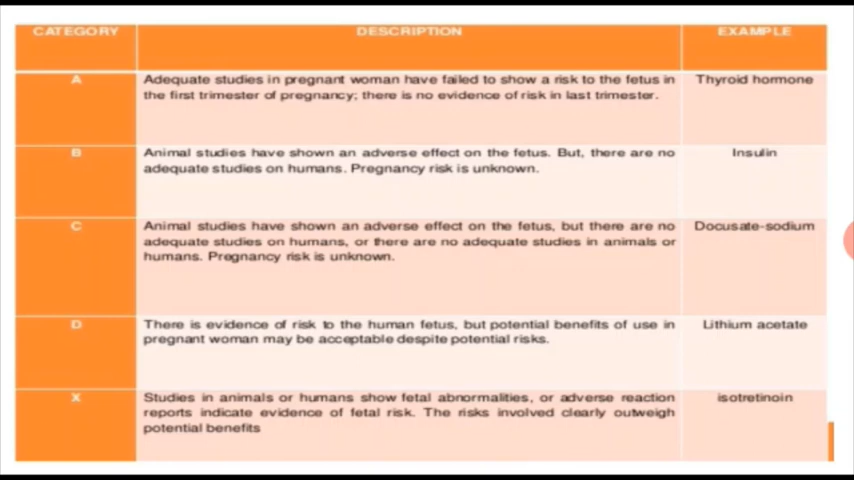 CATEGORY DESCRIPTION EXAMPLE
A
Adequate studies in pregnant woman have failed to show a risk to the fetus in
the first trimester of pregnancy; there is no evidence of risk in last trimester.
Thyroid hormone
B
Animal studies have shown an adverse effect on the fetus. But, there are no
adequate studies on humans. Pregnancy risk is unknown.
Insulin
C
Animal studies have shown an adverse effect on the fetus, but there are no
adequate studies on humans, or there are no adequate studies in animals or
humans. Pregnancy risk is unknown.
Docusate-sodium
D
There is evidence of risk to the human fetus, but potential benefits of use in
pregnant woman may be acceptable despite potential risks.
Lithium acetate
X
Studies in animals or humans show fetal abnormalities, or adverse reaction
reports indicate evidence of fetal risk. The risks involved clearly outweigh
potential benefits
isotretinoin